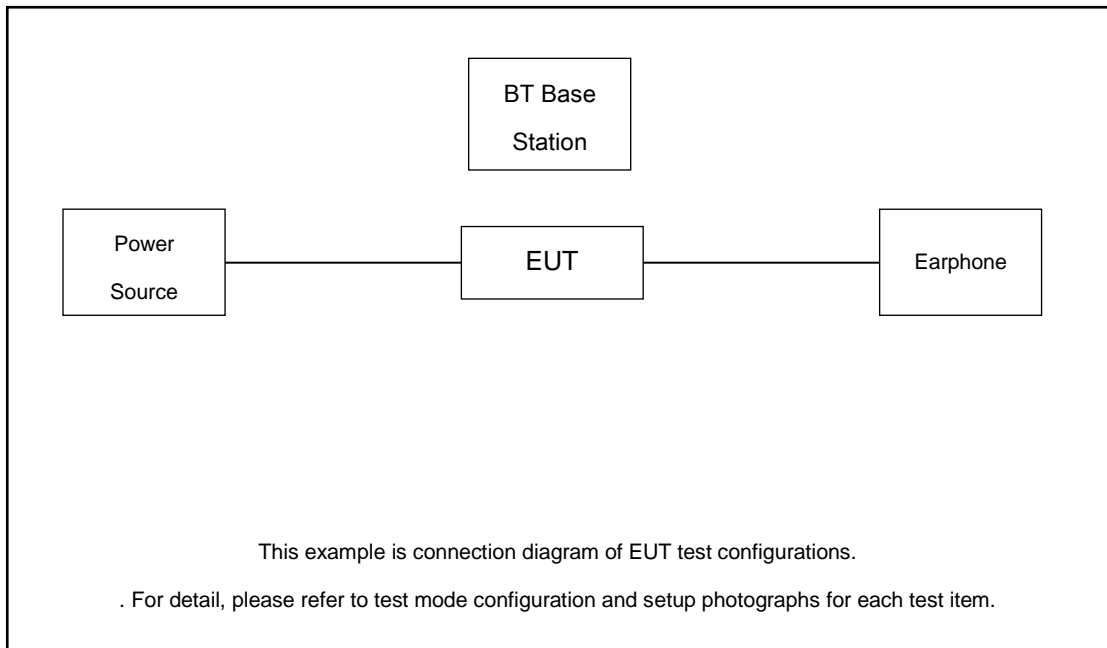 BT Base
Station
Power
Source
EUT
Earphone
This example is connection diagram of EUT test configurations.
. For detail, please refer to test mode configuration and setup photographs for each test item.